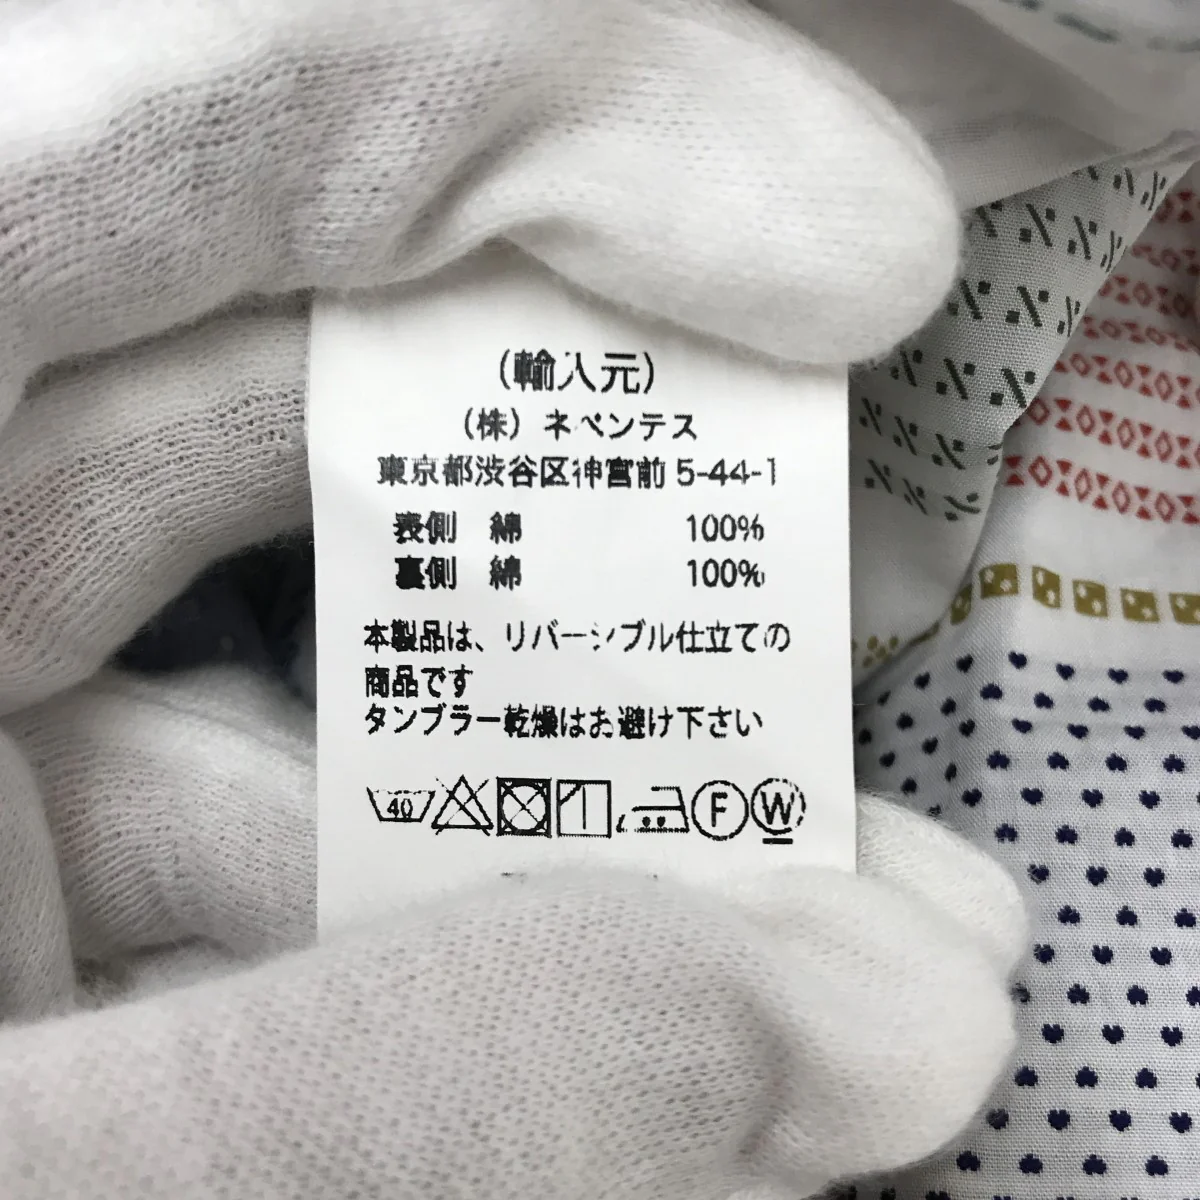 (輸入元)
(株) ネペンテス
東京都渋谷区神宮前 5-44-1
表側 綿 100%
裏側 綿 100%
本製品は、リバーシブル仕立ての
商品です
タンブラー乾燥はお避け下さい
40 F W